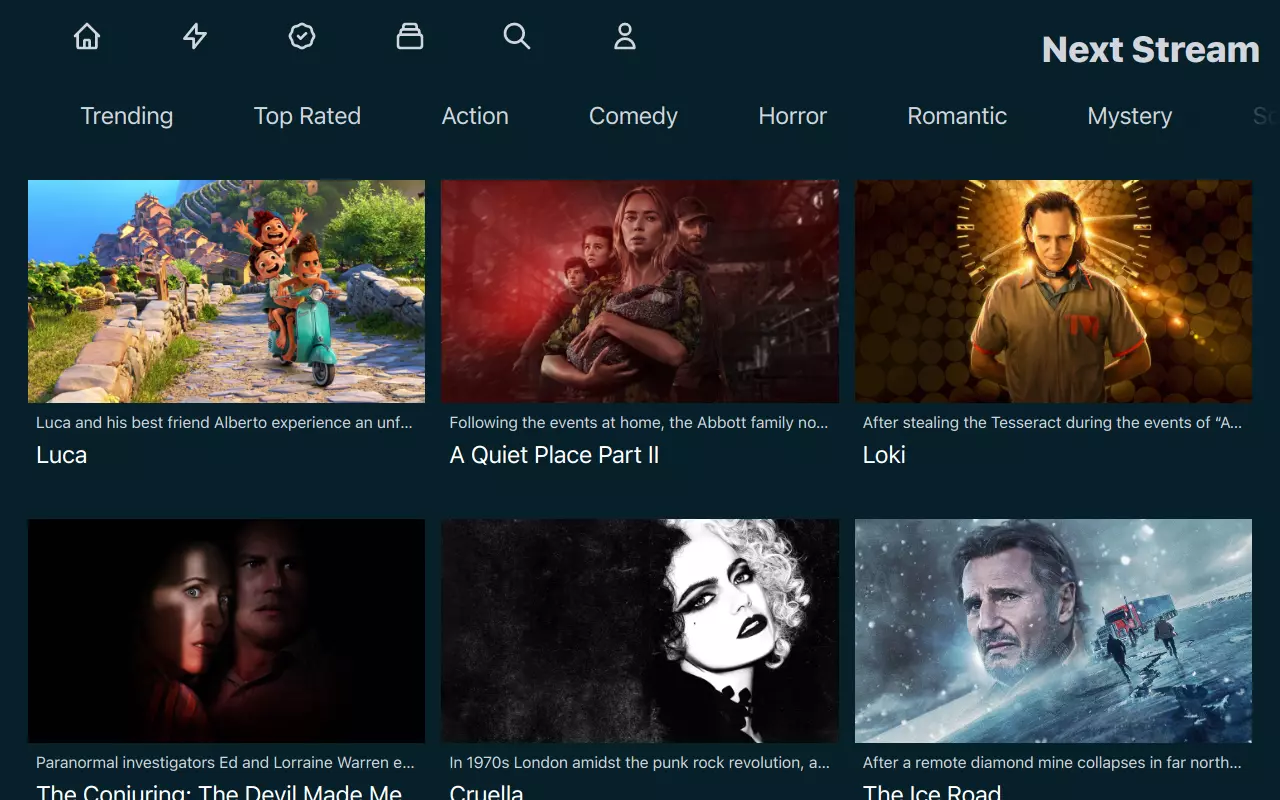 Next Stream
Trending
Top Rated
Action
Comedy
Horror
Romantic
Mystery
Luca and his best friend Alberto experience an unf...
Luca
Following the events at home, the Abbott family no...
A Quiet Place Part II
After stealing the Tesseract during the events of “A...
Loki
Paranormal investigators Ed and Lorraine Warren e...
The Conjuring: The Devil Made Me
In 1970s London amidst the punk rock revolution, a...
Cruella
After a remote diamond mine collapses in far north...
The Ice Road